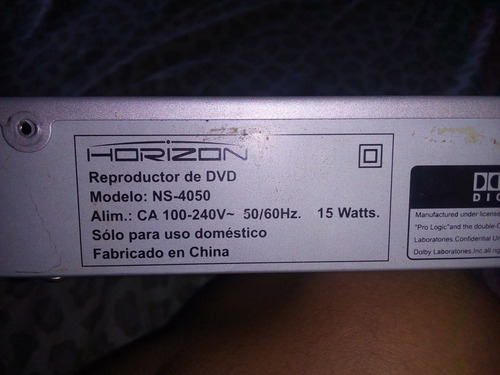 HORIZON
Reproductor de DVD
Modelo: NS-4050
Alim.: CA 100-240V~ 50/60Hz. 15 Watts.
Sólo para uso doméstico
Fabricado en China
Manufactured under license
"Pro Logic"and the double-
Laboratories.Confidential
Dolby Laboratories.Inc.all